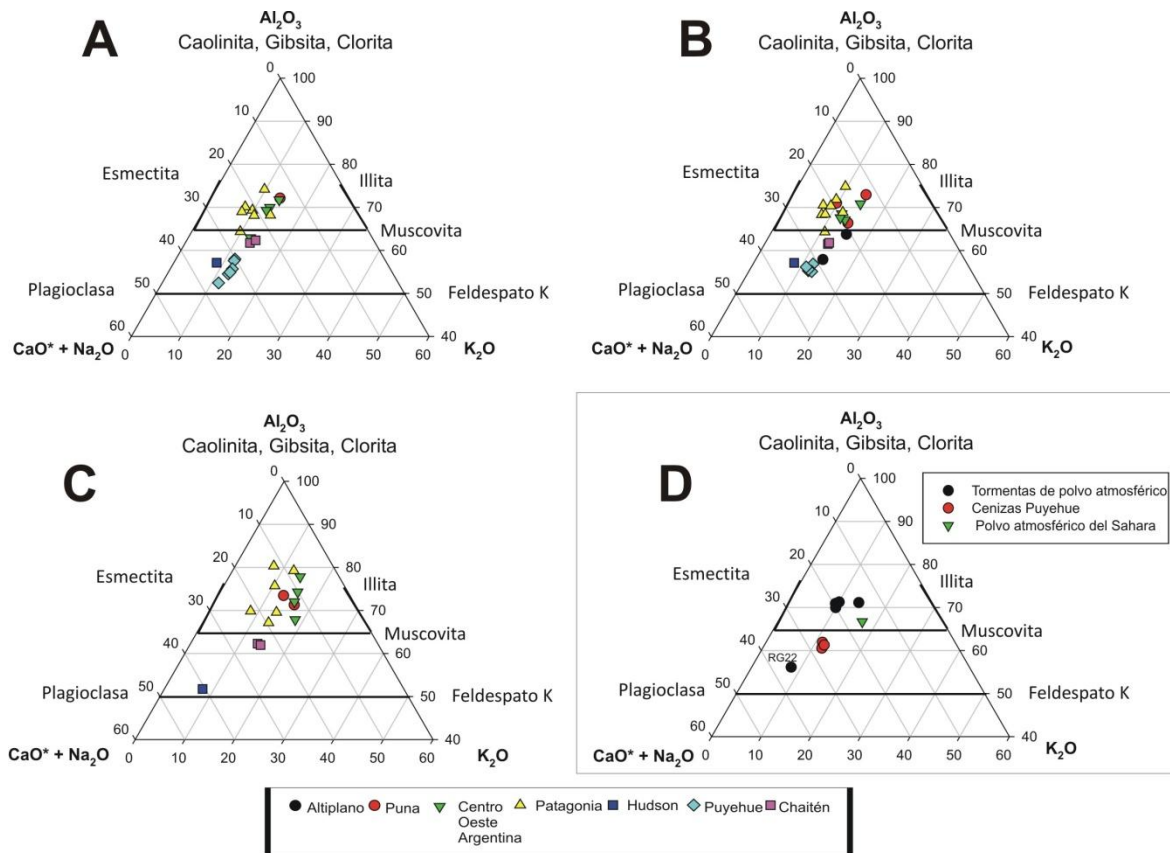 A
Al₂O₃
Caolinita, Gibsita, Clorita
0
100
10
90
20
80
Esmectita
Illita
30
70
Muscovita
40
60
Plagioclasa
50
50
Feldespato K
60
40
CaO* + Na₂O
0
10
20
30
40
50
60
K₂O
B
Al₂O₃
Caolinita, Gibsita, Clorita
0
100
10
90
20
80
Esmectita
Illita
30
70
Muscovita
40
60
Plagioclasa
50
50
Feldespato K
60
40
CaO* + Na₂O
0
10
20
30
40
50
60
K₂O
C
Al₂O₃
Caolinita, Gibsita, Clorita
0
100
10
90
20
80
Esmectita
Illita
30
70
Muscovita
40
60
Plagioclasa
50
50
Feldespato K
60
40
CaO* + Na₂O
0
10
20
30
40
50
60
K₂O
D
Al₂O₃
Caolinita, Gibsita, Clorita
Tormentas de polvo atmosférico
Cenizas Puyehue
Polvo atmosférico del Sahara
0
100
10
90
20
80
Esmectita
Illita
30
70
Muscovita
40
60
RG22
Plagioclasa
50
50
Feldespato K
60
40
CaO* + Na₂O
0
10
20
30
40
50
60
K₂O
Altiplano
Puna
Centro
Oeste
Argentina
Patagonia
Hudson
Puyehue
Chaitén